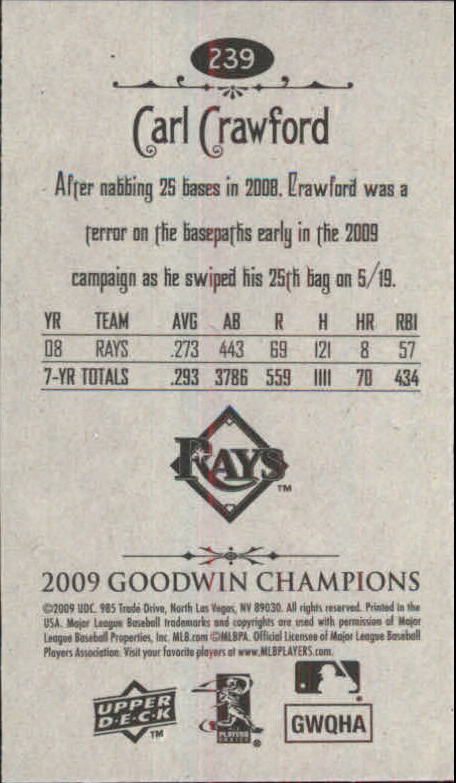 239
Carl Crawford
After nabbing 25 bases in 2008, Crawford was a
terror on the basepaths early in the 2009
campaign as he swiped his 25th bag on 5/19.
YR TEAM AVG AB R H HR RBI
08 RAYS .273 443 69 121 8 57
7-YR TOTALS .293 3786 559 1111 70 434
RAYS TM
2009 GOODWIN CHAMPIONS
©2009 UDC. 985 Trade Drive, North Las Vegas, NV 89030. All rights reserved. Printed in the
USA. Major League Baseball trademarks and copyrights are used with permission of Major
League Baseball Properties, Inc. MLB.com ©MLBPA. Official Licensee of Major League Baseball
Players Association. Visit your favorite players at www.MLBPLAYERS.com.
UPPER
D·E·C·K
TM
PLAYERS
CHOICE
®
GWQHA